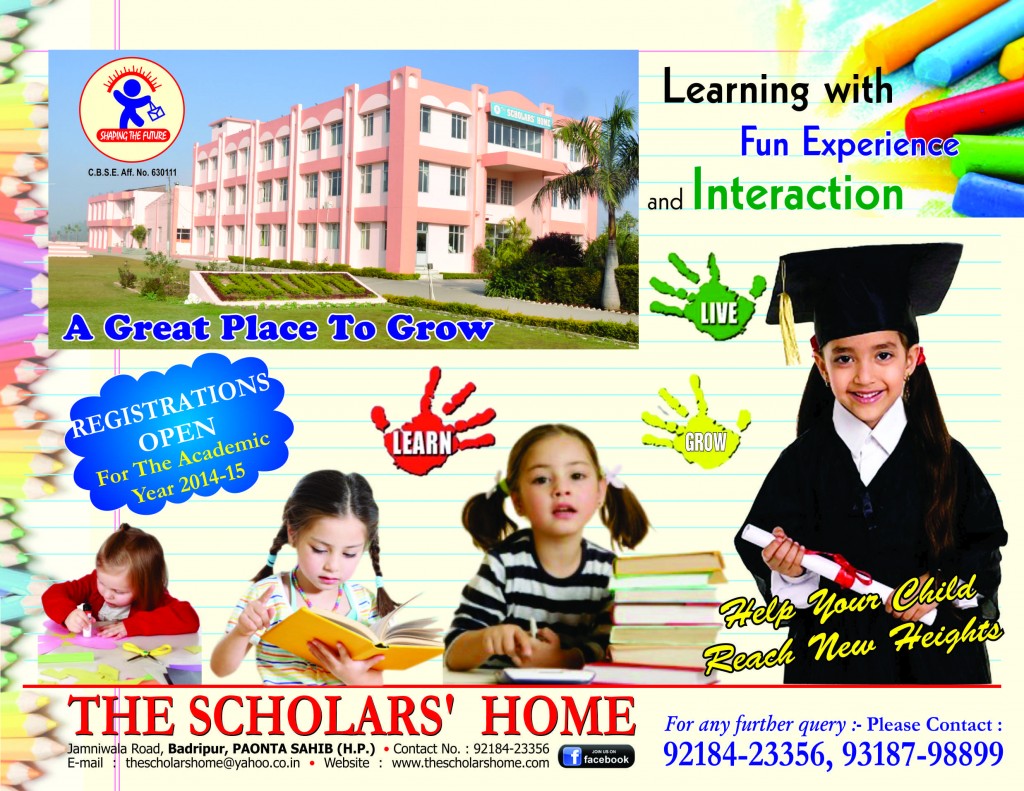 SHAPING THE FUTURE
C.B.S.E. Aff. No. 630111
SCHOLARS HOME
A Great Place To Grow
Learning with
Fun Experience
and Interaction
REGISTRATIONS
OPEN
For The Academic
Year 2014-15
LIVE
LEARN
GROW
Help Your Child
Reach New Heights
THE SCHOLARS' HOME
Jamniwala Road, Badripur, PAONTA SAHIB (H.P.) • Contact No. : 92184-23356
E-mail : thescholarshome@yahoo.co.in • Website : www.thescholarshome.com
JOIN US ON
facebook
For any further query :- Please Contact :
92184-23356, 93187-98899